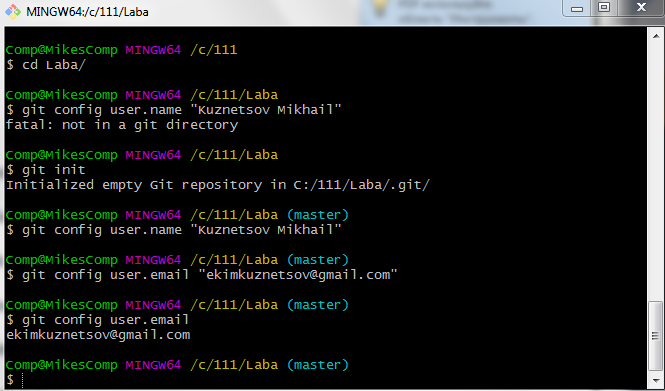 MINGW64:/c/111/Laba
PDF используйте
области "Инструменты".
Comp@MikesComp MINGW64 /c/111
$ cd Laba/
Comp@MikesComp MINGW64 /c/111/Laba
$ git config user.name "Kuznetsov Mikhail"
fatal: not in a git directory
Comp@MikesComp MINGW64 /c/111/Laba
$ git init
Initialized empty Git repository in C:/111/Laba/.git/
Comp@MikesComp MINGW64 /c/111/Laba (master)
$ git config user.name "Kuznetsov Mikhail"
Comp@MikesComp MINGW64 /c/111/Laba (master)
$ git config user.email "ekimkuznetsov@gmail.com"
Comp@MikesComp MINGW64 /c/111/Laba (master)
$ git config user.email
ekimkuznetsov@gmail.com
Comp@MikesComp MINGW64 /c/111/Laba (master)
$